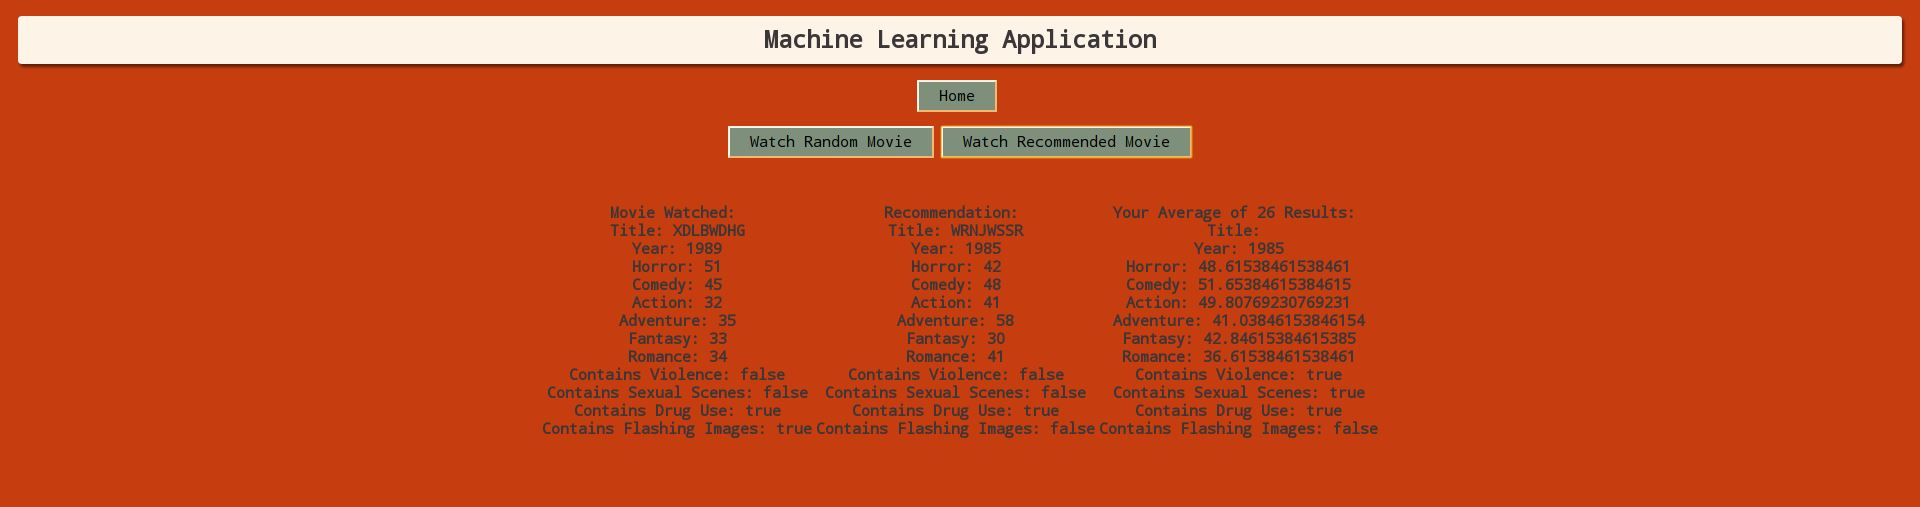 Machine Learning Application
Home
Watch Random Movie
Watch Recommended Movie
Movie Watched:
Title: XDLBWDHG
Year: 1989
Horror: 51
Comedy: 45
Action: 32
Adventure: 35
Fantasy: 33
Romance: 34
Contains Violence: false
Contains Sexual Scenes: false
Contains Drug Use: true
Contains Flashing Images: true
Recommendation:
Title: WRNJWSSR
Year: 1985
Horror: 42
Comedy: 48
Action: 41
Adventure: 58
Fantasy: 30
Romance: 41
Contains Violence: false
Contains Sexual Scenes: false
Contains Drug Use: true
Contains Flashing Images: false
Your Average of 26 Results:
Title:
Year: 1985
Horror: 48.61538461538461
Comedy: 51.65384615384615
Action: 49.80769230769231
Adventure: 41.03846153846154
Fantasy: 42.84615384615385
Romance: 36.61538461538461
Contains Violence: true
Contains Sexual Scenes: true
Contains Drug Use: true
Contains Flashing Images: false